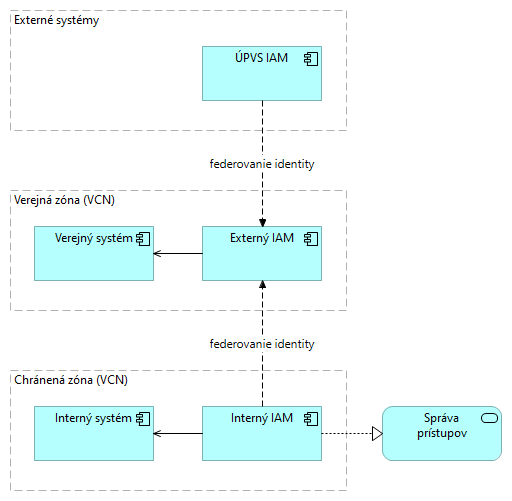 Externé systémy
ÚPVS IAM
federovanie identity
Verejná zóna (VCN)
Verejný systém
Externý IAM
federovanie identity
Chránená zóna (VCN)
Interný systém
Interný IAM
Správa
prístupov